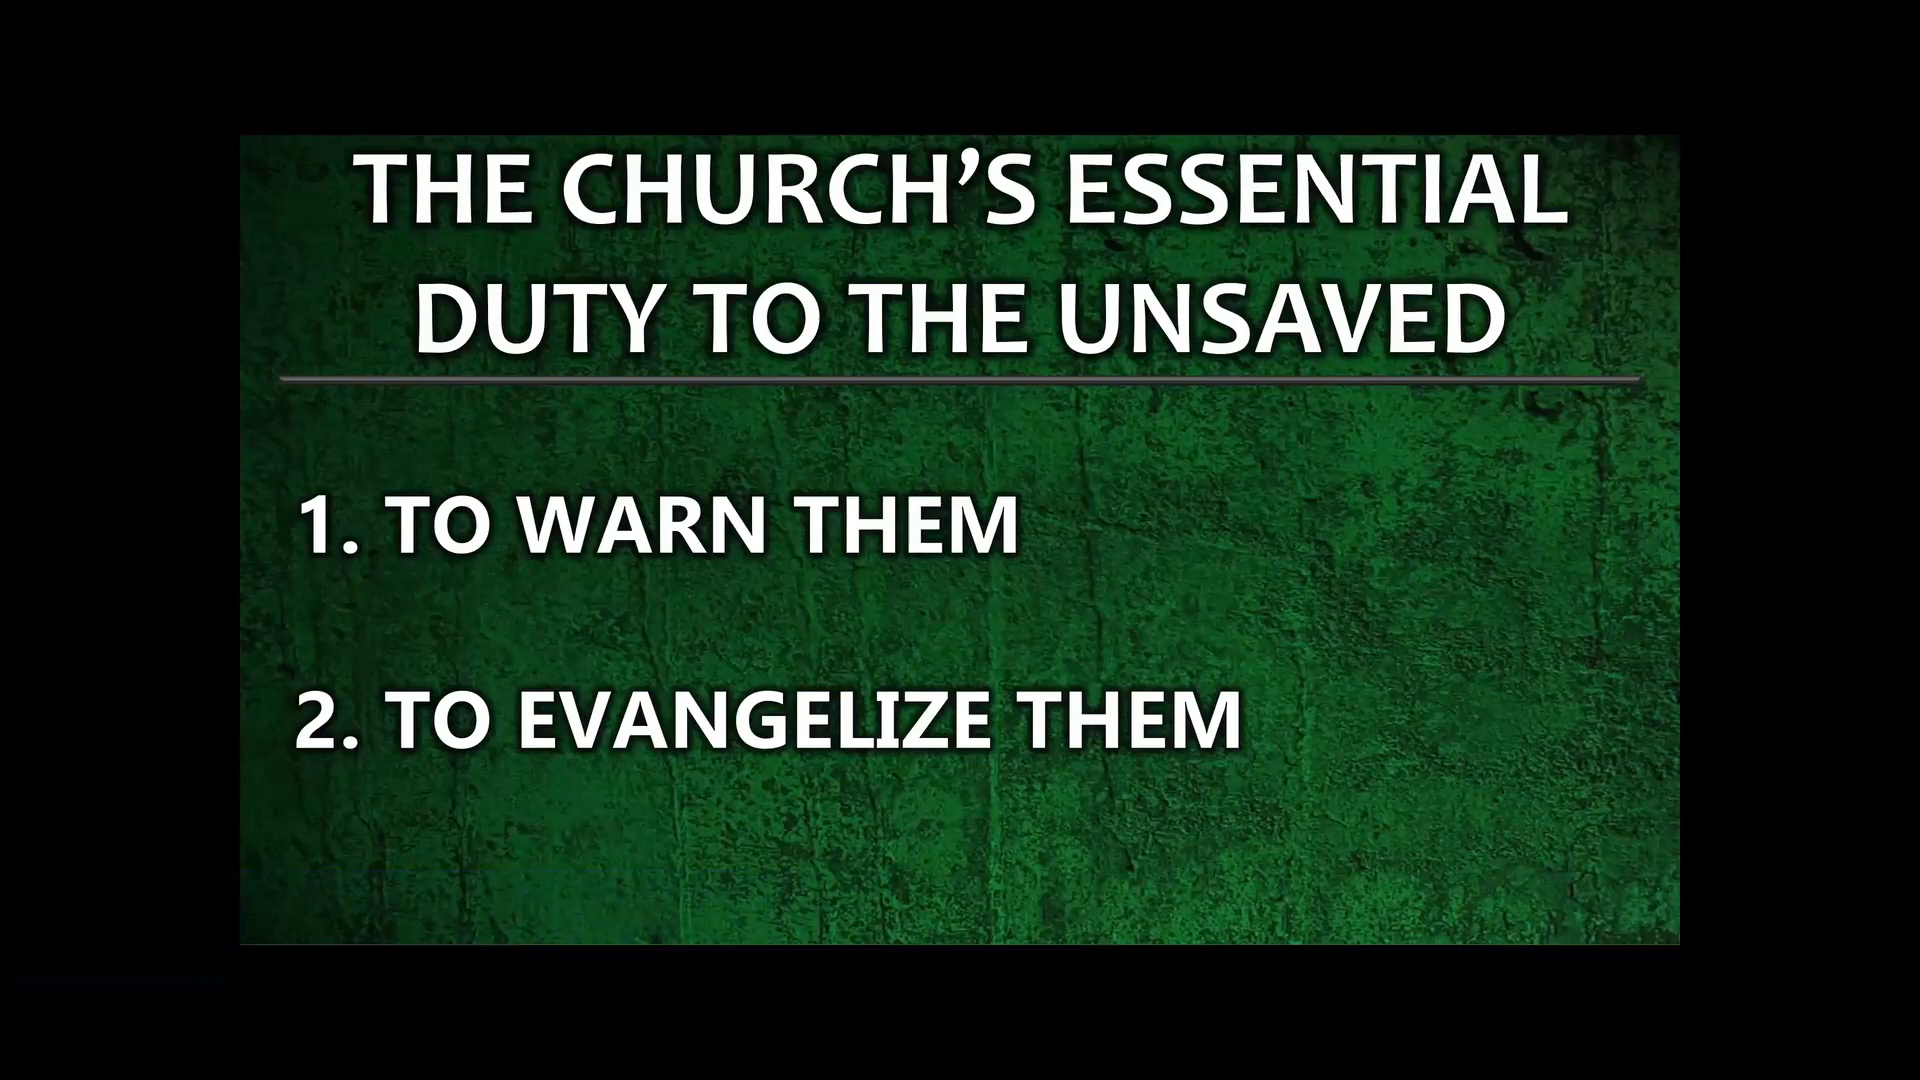 THE CHURCH’S ESSENTIAL
DUTY TO THE UNSAVED
1. TO WARN THEM
2. TO EVANGELIZE THEM